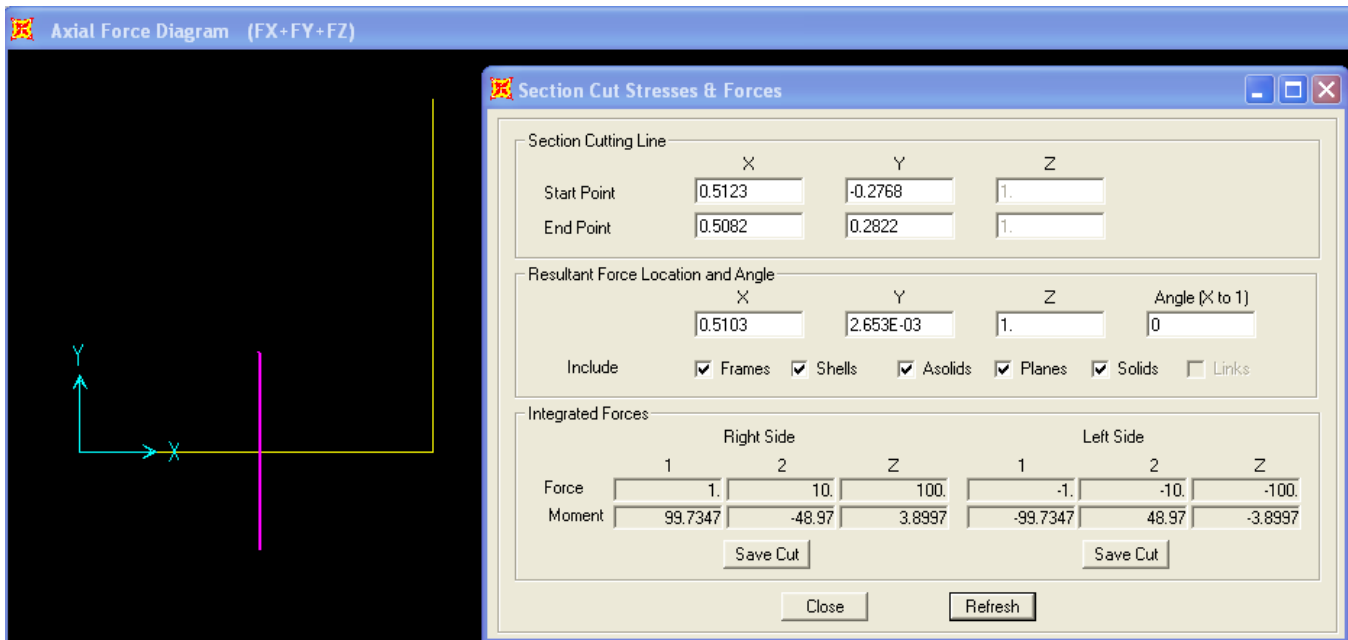 Axial Force Diagram (FX+FY+FZ)
Section Cut Stresses & Forces
Section Cutting Line
X Y Z
Start Point 0.5123 -0.2768 1.
End Point 0.5082 0.2822 1.
Resultant Force Location and Angle
X Y Z Angle (X to 1)
0.5103 2.653E-03 1. 0
Include Frames Shells Asolids Planes Solids Links
Integrated Forces
Right Side Left Side
1 2 Z 1 2 Z
Force 1. 10. 100. -1. -10. -100.
Moment 99.7347 -48.97 3.8997 -99.7347 48.97 -3.8997
Save Cut Save Cut
Close Refresh
Y
X